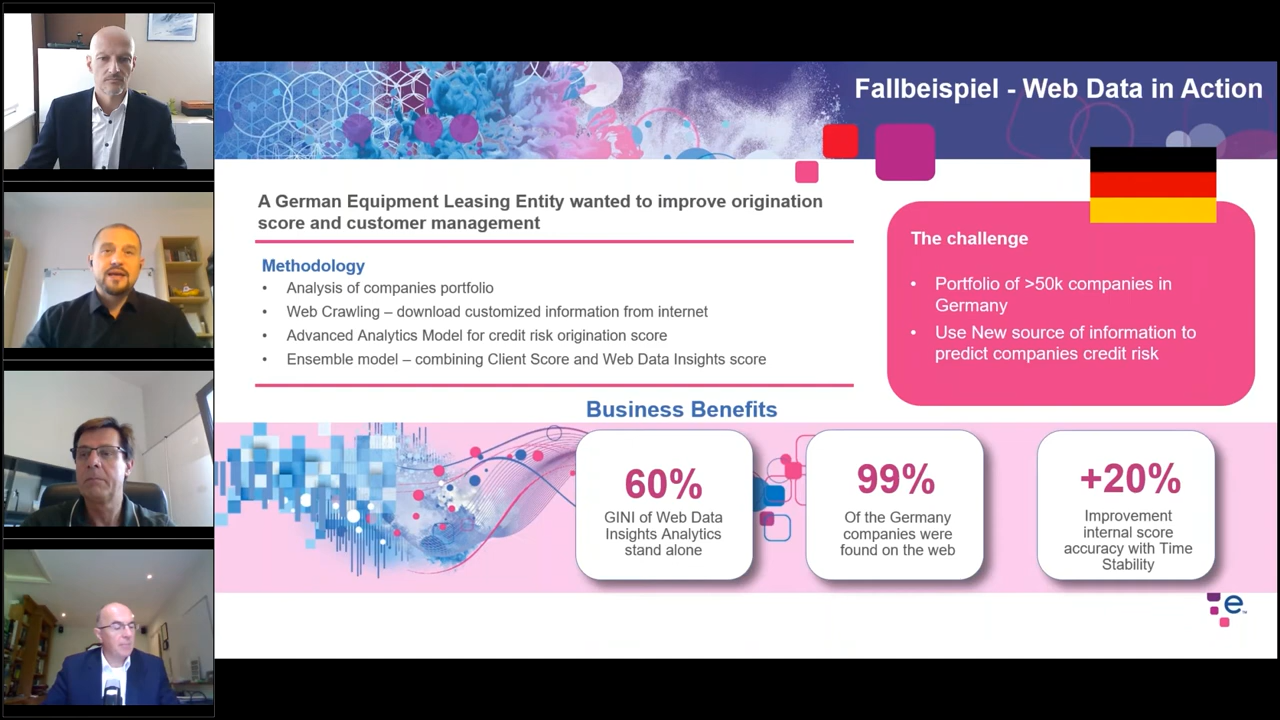 Fallbeispiel - Web Data in Action
A German Equipment Leasing Entity wanted to improve origination
score and customer management
Methodology
• Analysis of companies portfolio
• Web Crawling – download customized information from internet
• Advanced Analytics Model for credit risk origination score
• Ensemble model – combining Client Score and Web Data Insights score
The challenge
• Portfolio of >50k companies in
Germany
• Use New source of information to
predict companies credit risk
Business Benefits
60%
GINI of Web Data
Insights Analytics
stand alone
99%
Of the Germany
companies were
found on the web
+20%
Improvement
internal score
accuracy with Time
Stability
e